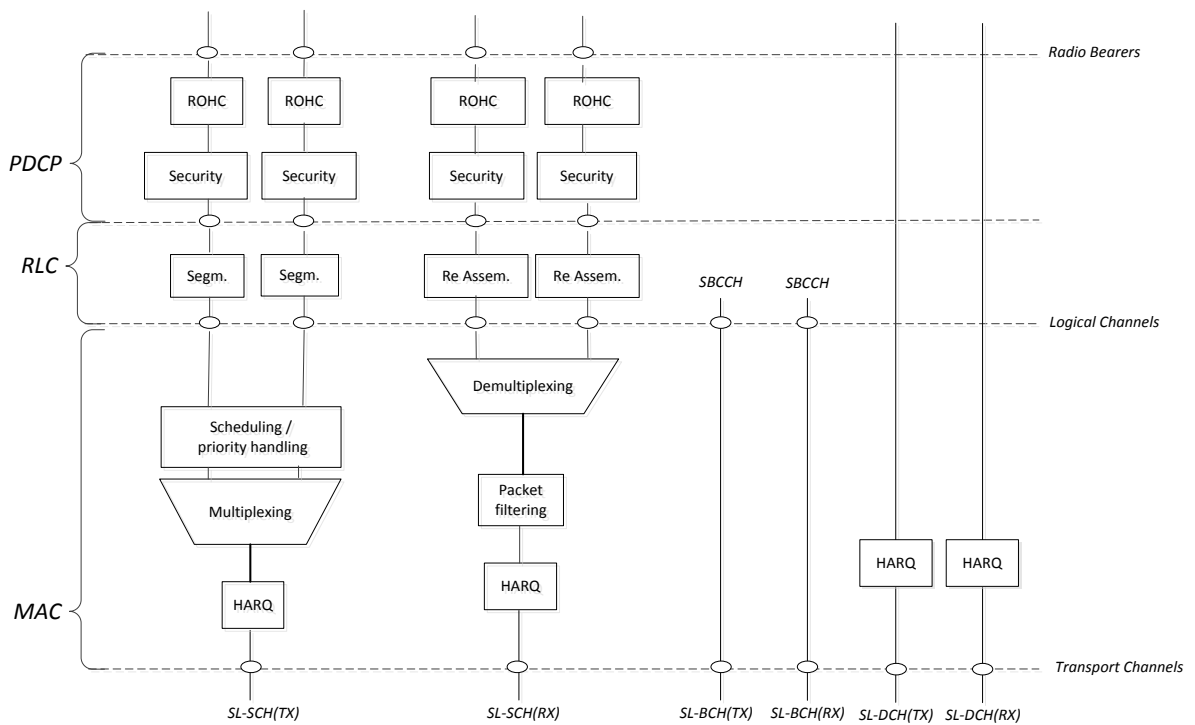 Radio Bearers
ROHC ROHC ROHC ROHC
PDCP
Security Security Security Security
RLC
Segm. Segm. Re Assem. Re Assem.
SBCCH SBCCH
Logical Channels
Demultiplexing
Scheduling /
priority handling
Packet
filtering
Multiplexing
HARQ HARQ
HARQ
HARQ
MAC
Transport Channels
SL-SCH(TX) SL-SCH(RX) SL-BCH(TX) SL-BCH(RX) SL-DCH(TX) SL-DCH(RX)